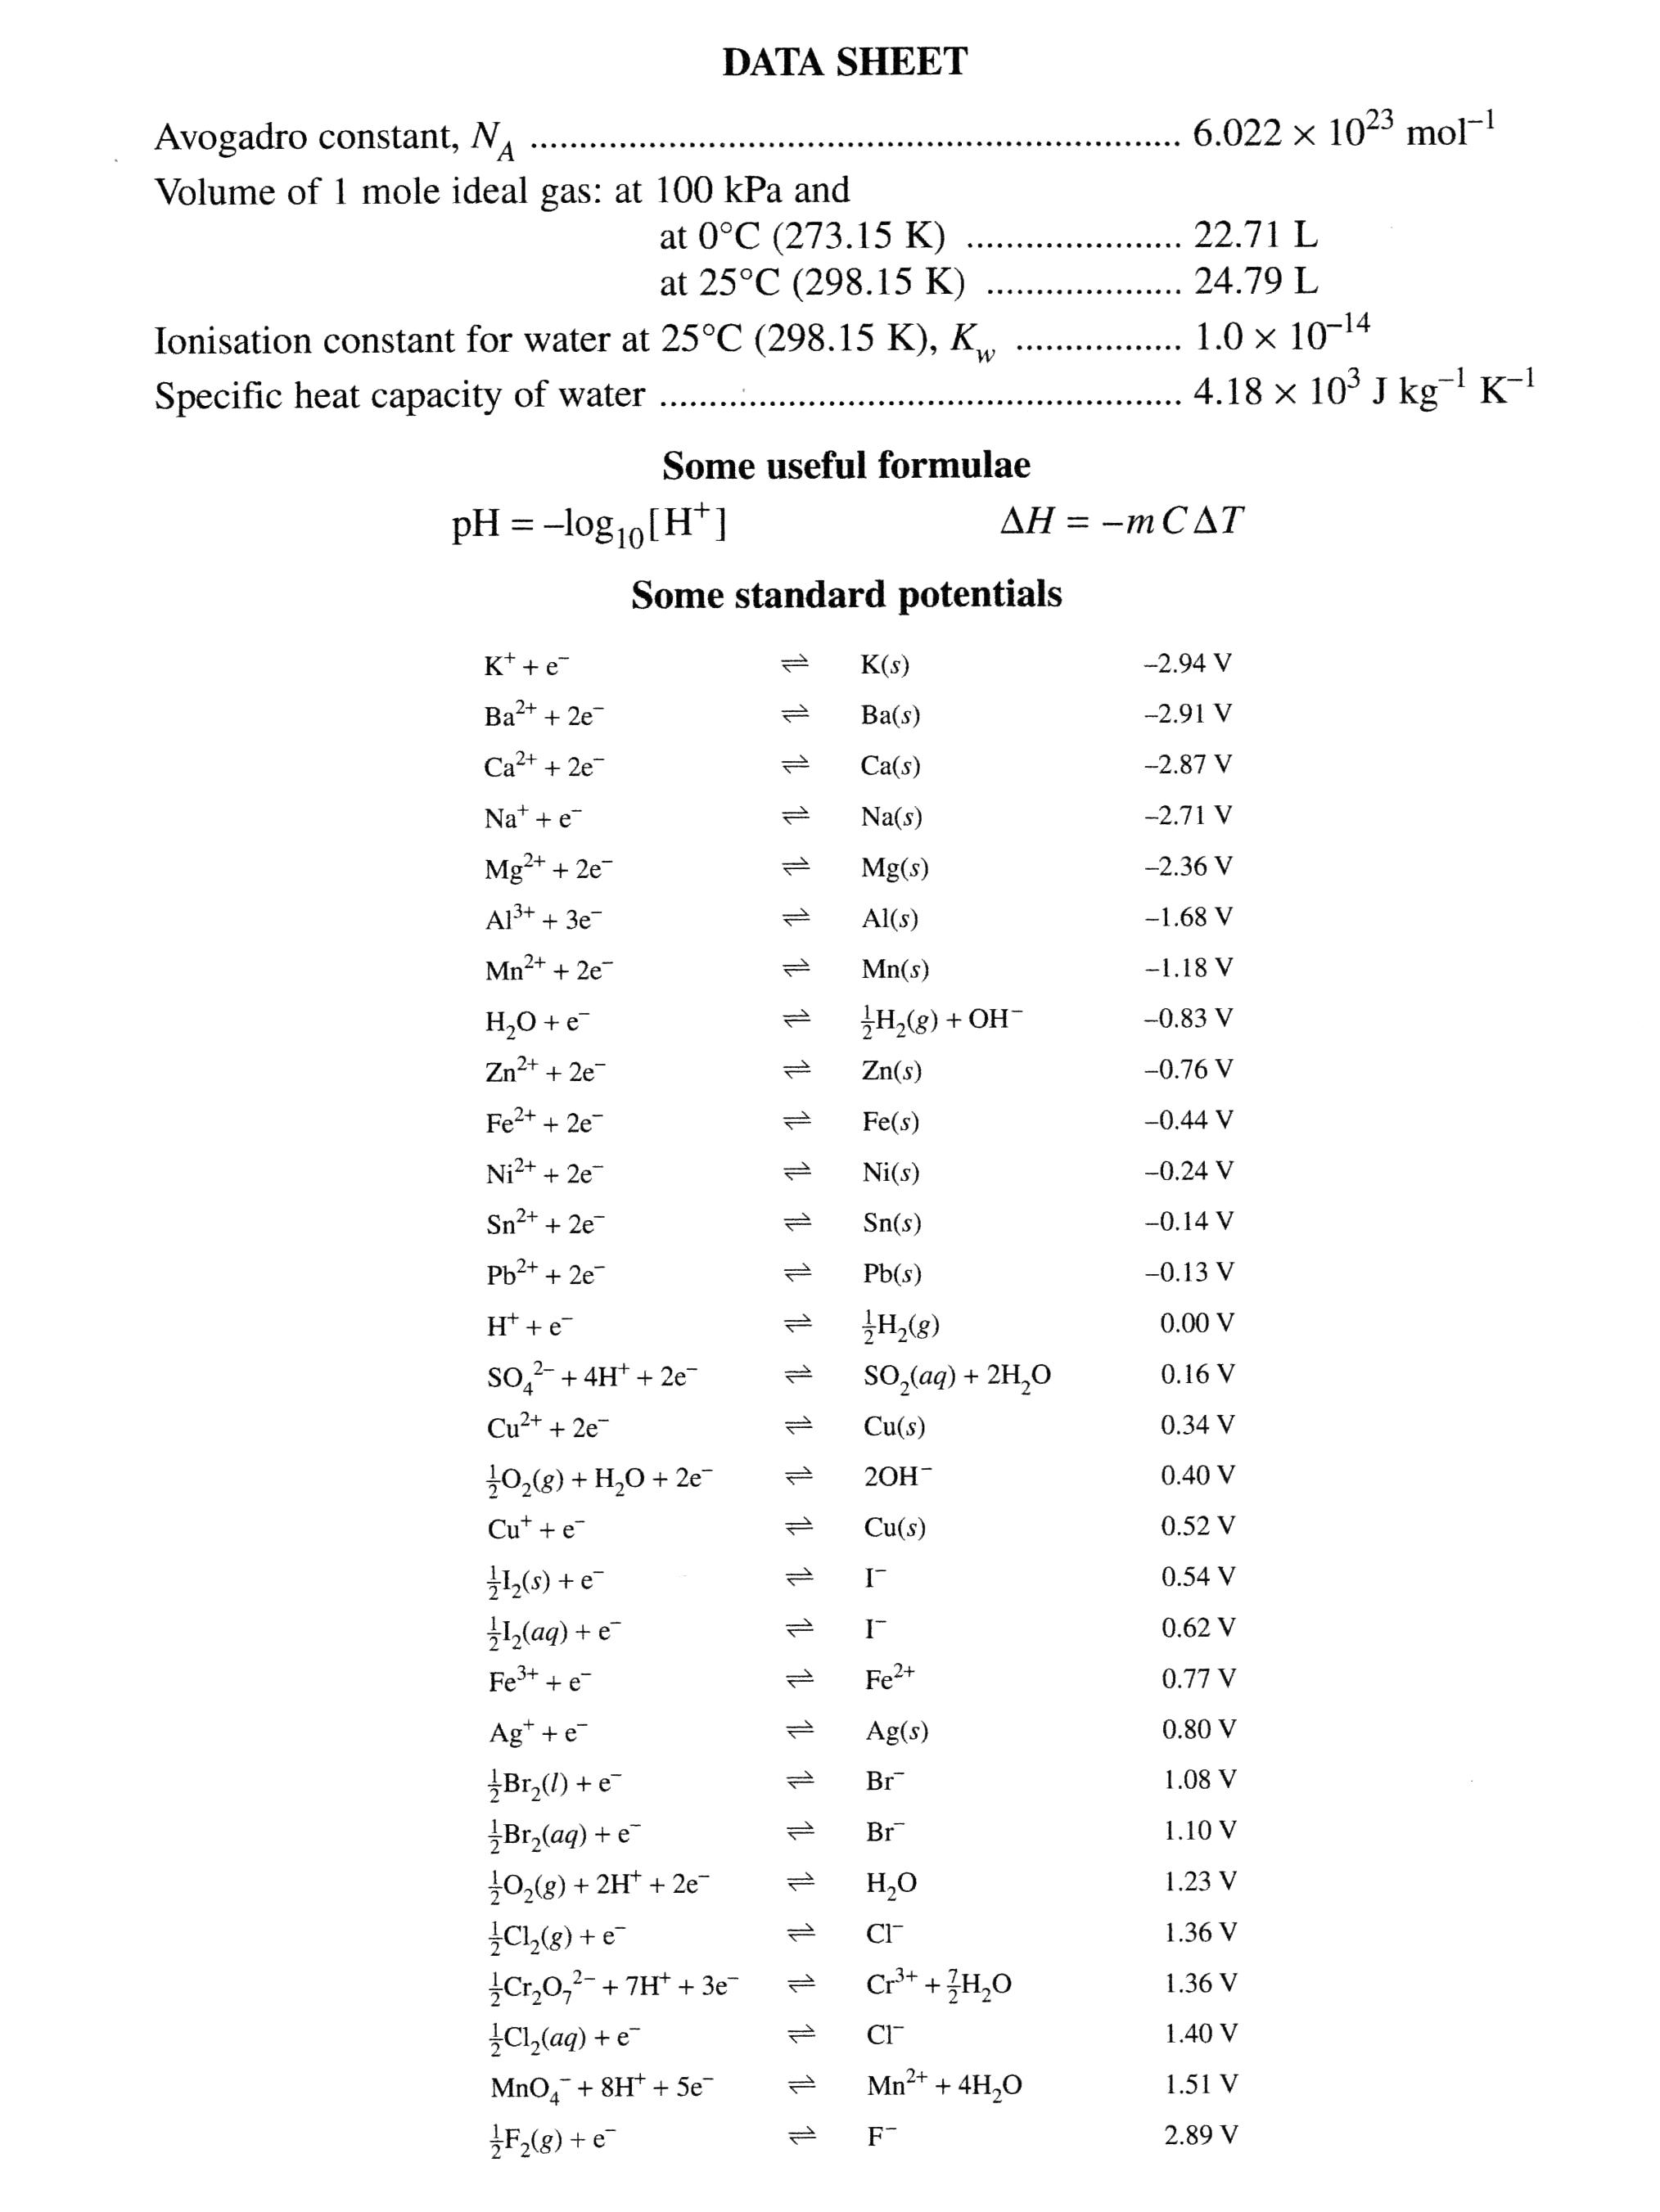 DATA SHEET
Avogadro constant, N_A .................................................................. 6.022 × 10²³ mol⁻¹
Volume of 1 mole ideal gas: at 100 kPa and
at 0°C (273.15 K) ...................... 22.71 L
at 25°C (298.15 K) .................... 24.79 L
Ionisation constant for water at 25°C (298.15 K), K_w ................. 1.0 × 10⁻¹⁴
Specific heat capacity of water ..................................................... 4.18 × 10³ J kg⁻¹ K⁻¹
Some useful formulae
pH = –log₁₀[H⁺] ΔH = –m C ΔT
Some standard potentials
K⁺ + e⁻ ⇌ K(s) –2.94 V
Ba²⁺ + 2e⁻ ⇌ Ba(s) –2.91 V
Ca²⁺ + 2e⁻ ⇌ Ca(s) –2.87 V
Na⁺ + e⁻ ⇌ Na(s) –2.71 V
Mg²⁺ + 2e⁻ ⇌ Mg(s) –2.36 V
Al³⁺ + 3e⁻ ⇌ Al(s) –1.68 V
Mn²⁺ + 2e⁻ ⇌ Mn(s) –1.18 V
H₂O + e⁻ ⇌ ½H₂(g) + OH⁻ –0.83 V
Zn²⁺ + 2e⁻ ⇌ Zn(s) –0.76 V
Fe²⁺ + 2e⁻ ⇌ Fe(s) –0.44 V
Ni²⁺ + 2e⁻ ⇌ Ni(s) –0.24 V
Sn²⁺ + 2e⁻ ⇌ Sn(s) –0.14 V
Pb²⁺ + 2e⁻ ⇌ Pb(s) –0.13 V
H⁺ + e⁻ ⇌ ½H₂(g) 0.00 V
SO₄²⁻ + 4H⁺ + 2e⁻ ⇌ SO₂(aq) + 2H₂O 0.16 V
Cu²⁺ + 2e⁻ ⇌ Cu(s) 0.34 V
½O₂(g) + H₂O + 2e⁻ ⇌ 2OH⁻ 0.40 V
Cu⁺ + e⁻ ⇌ Cu(s) 0.52 V
½I₂(s) + e⁻ ⇌ I⁻ 0.54 V
½I₂(aq) + e⁻ ⇌ I⁻ 0.62 V
Fe³⁺ + e⁻ ⇌ Fe²⁺ 0.77 V
Ag⁺ + e⁻ ⇌ Ag(s) 0.80 V
½Br₂(l) + e⁻ ⇌ Br⁻ 1.08 V
½Br₂(aq) + e⁻ ⇌ Br⁻ 1.10 V
½O₂(g) + 2H⁺ + 2e⁻ ⇌ H₂O 1.23 V
½Cl₂(g) + e⁻ ⇌ Cl⁻ 1.36 V
½Cr₂O₇²⁻ + 7H⁺ + 3e⁻ ⇌ Cr³⁺ + 7⁄2H₂O 1.36 V
½Cl₂(aq) + e⁻ ⇌ Cl⁻ 1.40 V
MnO₄⁻ + 8H⁺ + 5e⁻ ⇌ Mn²⁺ + 4H₂O 1.51 V
½F₂(g) + e⁻ ⇌ F⁻ 2.89 V